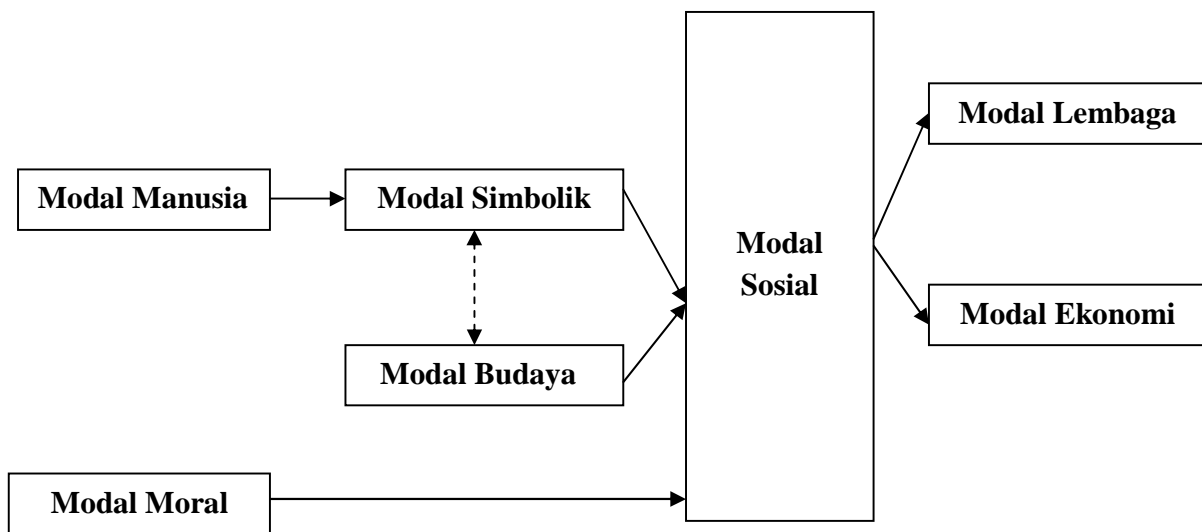 Modal Lembaga
Modal Manusia
Modal Simbolik
Modal
Sosial
Modal Ekonomi
Modal Budaya
Modal Moral